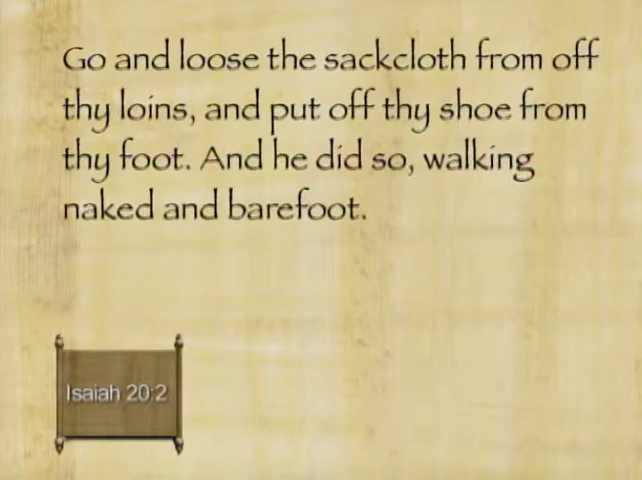 Go and loose the sackcloth from off
thy loins, and put off thy shoe from
thy foot. And he did so, walking
naked and barefoot.
Isaiah 20:2